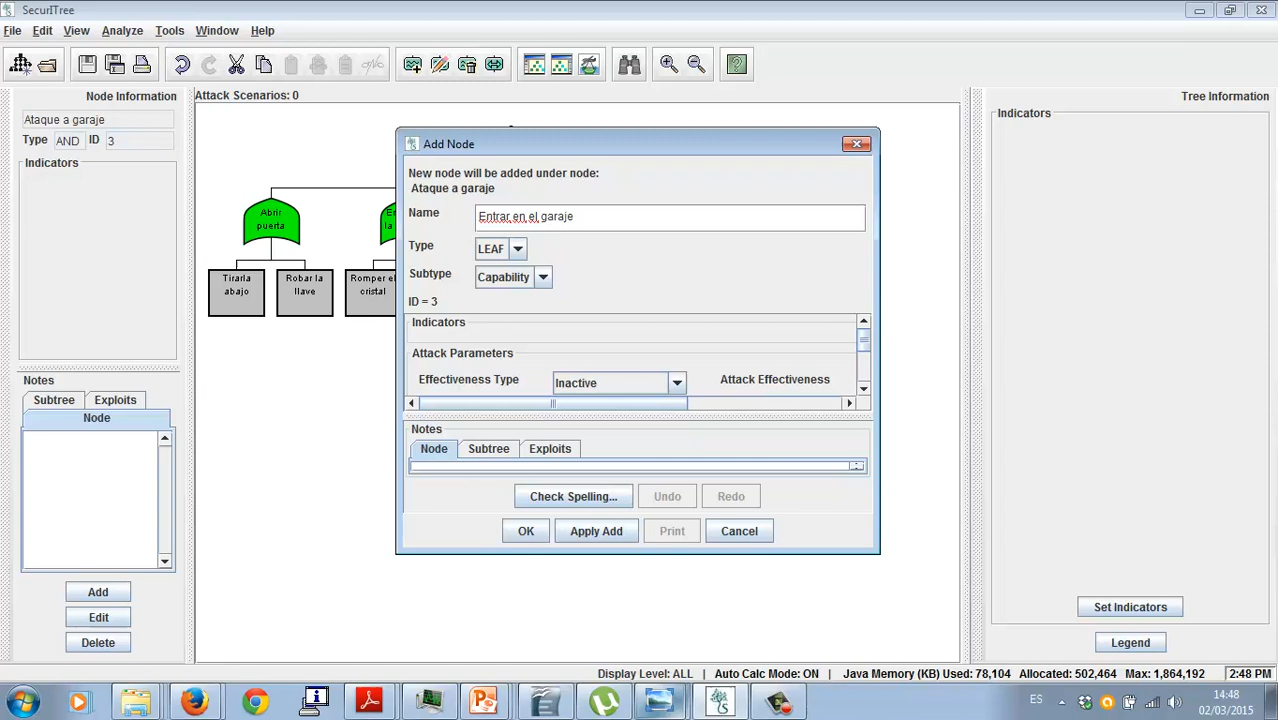 SecurITree
File Edit View Analyze Tools Window Help
Node Information
Ataque a garaje
Type AND ID 3
Indicators
Notes
Subtree Exploits
Node
Add
Edit
Delete
Attack Scenarios: 0
Abrir
puerta
Tirarla
abajo
Robar la
llave
Romper el
cristal
Add Node
New node will be added under node:
Ataque a garaje
Name Entrar en el garaje
Type LEAF
Subtype Capability
ID = 3
Indicators
Attack Parameters
Effectiveness Type Inactive Attack Effectiveness
Notes
Node Subtree Exploits
Check Spelling... Undo Redo
OK Apply Add Print Cancel
Tree Information
Indicators
Set Indicators
Legend
Display Level: ALL | Auto Calc Mode: ON | Java Memory (KB) Used: 78,104 Allocated: 502,464 Max: 1,864,192 2:48 PM
ES
14:48
02/03/2015